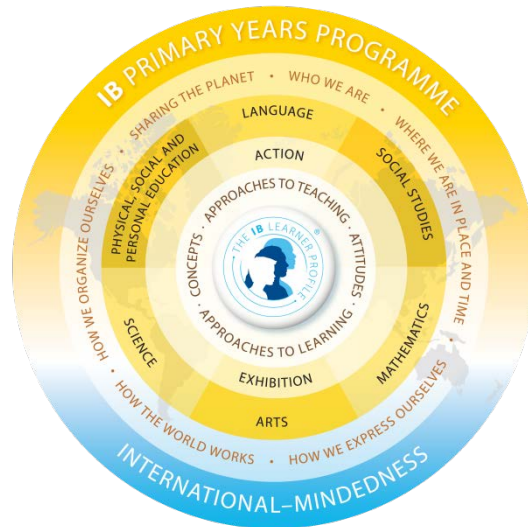 IB PRIMARY YEARS PROGRAMME
SHARING THE PLANET • WHO WE ARE • WHERE WE ARE IN PLACE AND TIME • HOW WE EXPRESS OURSELVES • HOW THE WORLD WORKS • HOW WE ORGANIZE OURSELVES •
LANGUAGE
SOCIAL STUDIES
MATHEMATICS
ARTS
SCIENCE
PHYSICAL, SOCIAL AND
PERSONAL EDUCATION
ACTION
EXHIBITION
APPROACHES TO TEACHING · ATTITUDES · APPROACHES TO LEARNING · CONCEPTS ·
THE IB LEARNER PROFILE ®
INTERNATIONAL–MINDEDNESS